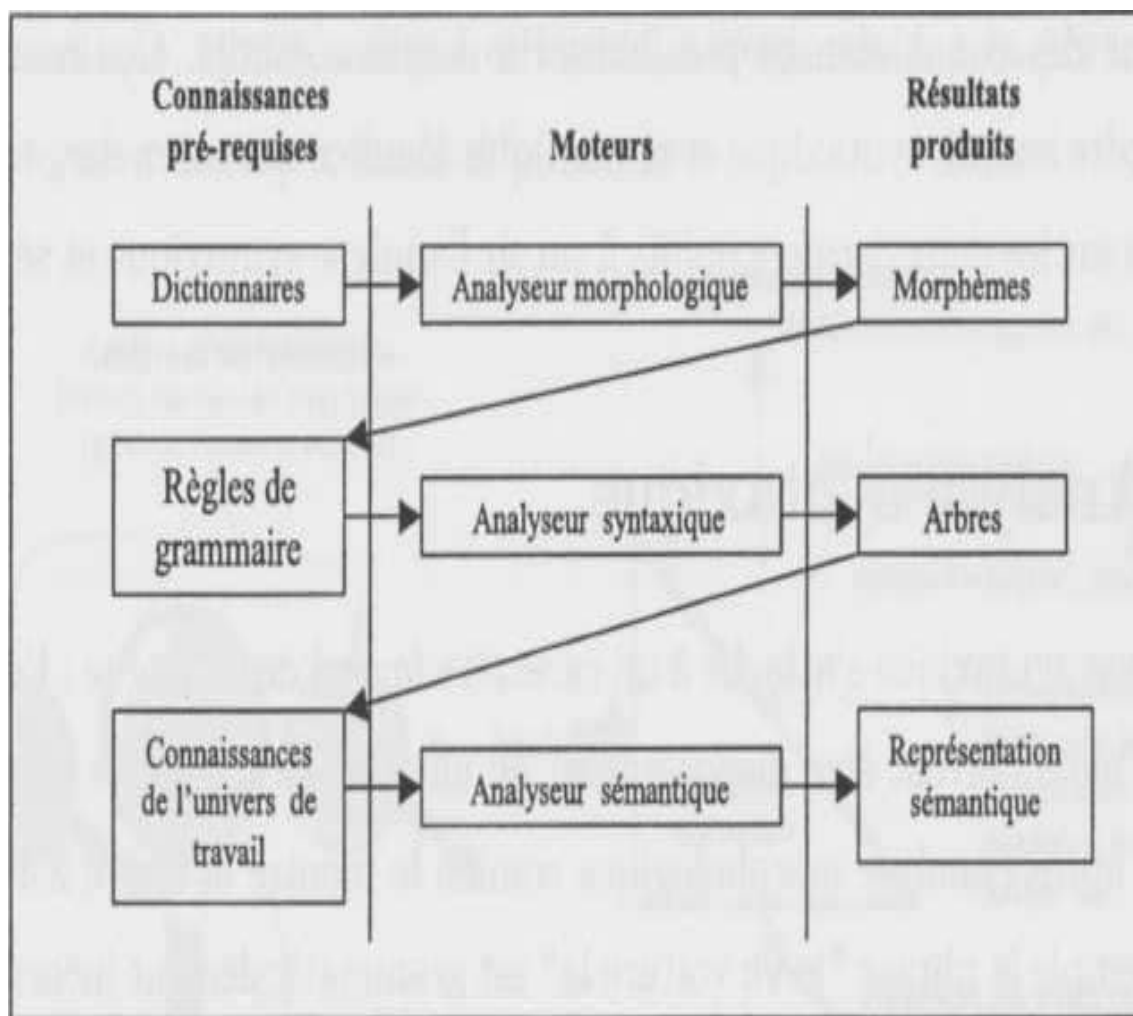 Connaissances
pré-requises
Moteurs
Résultats
produits
Dictionnaires
Analyseur morphologique
Morphèmes
Règles de
grammaire
Analyseur syntaxique
Arbres
Connaissances
de l'univers de
travail
Analyseur sémantique
Représentation
sémantique